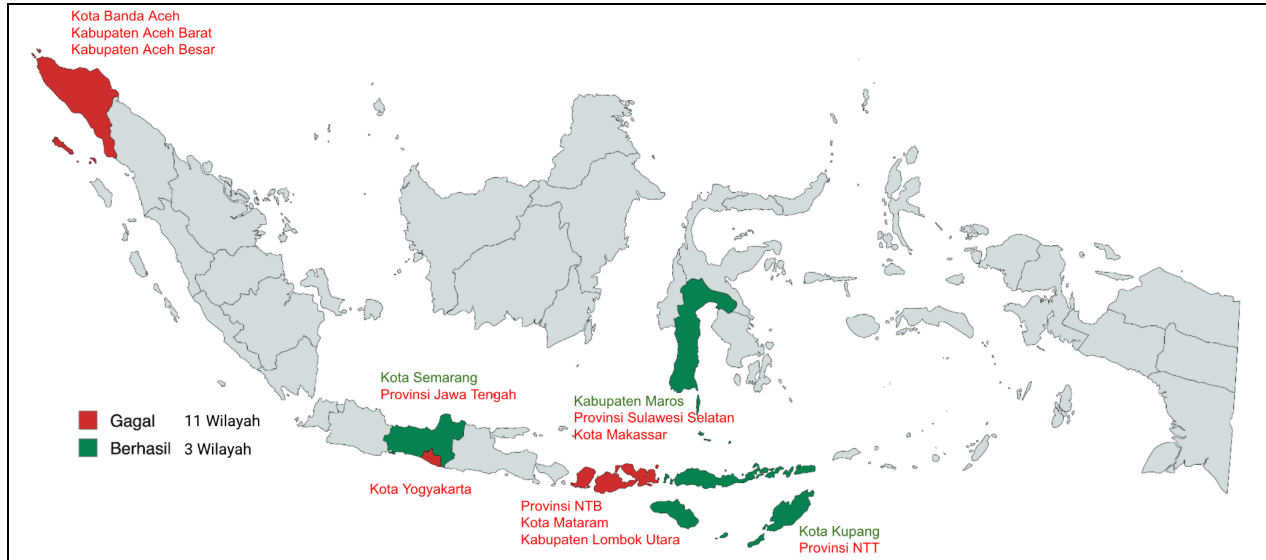 Kota Banda Aceh
Kabupaten Aceh Barat
Kabupaten Aceh Besar
Kota Semarang
Provinsi Jawa Tengah
Kabupaten Maros
Provinsi Sulawesi Selatan
Kota Makassar
Gagal 11 Wilayah
Berhasil 3 Wilayah
Kota Yogyakarta
Provinsi NTB
Kota Mataram
Kabupaten Lombok Utara
Kota Kupang
Provinsi NTT